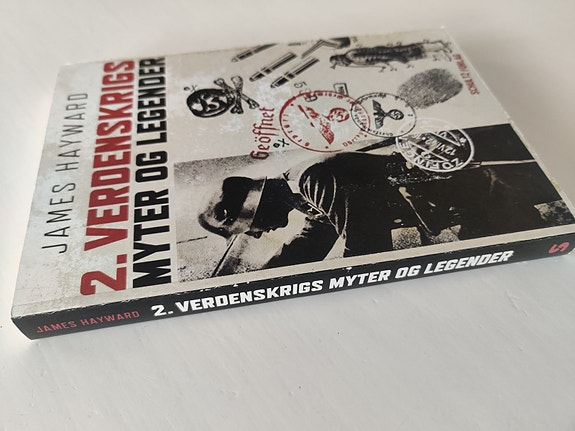 JAMES HAYWARD
2. VERDENSKRIGS
MYTER OG LEGENDER
Geöffnet
JAMES HAYWARD 2. VERDENSKRIGS MYTER OG LEGENDER